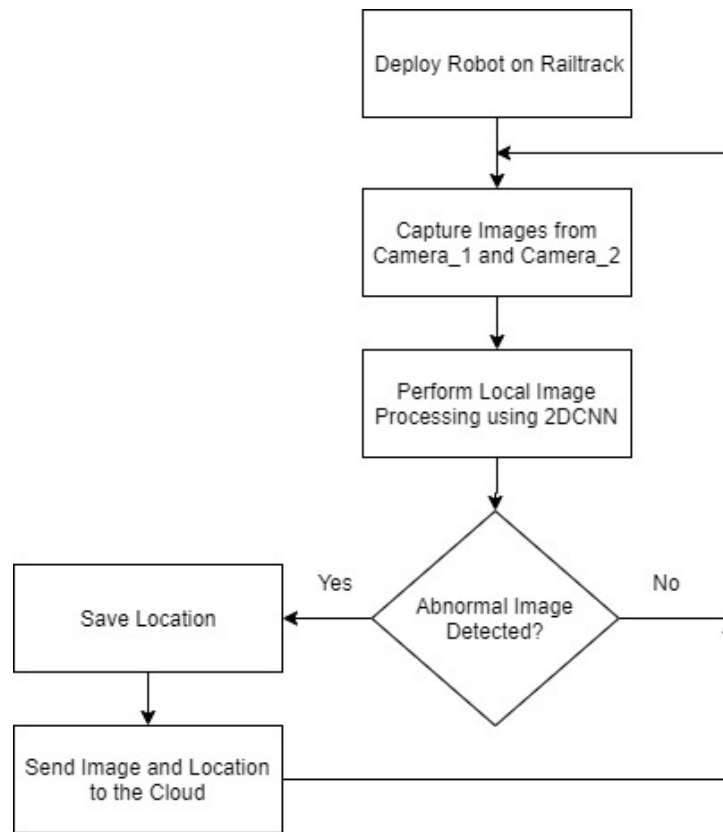 Deploy Robot on Railtrack
Capture Images from
Camera_1 and Camera_2
Perform Local Image
Processing using 2DCNN
Abnormal Image
Detected?
Yes
No
Save Location
Send Image and Location
to the Cloud